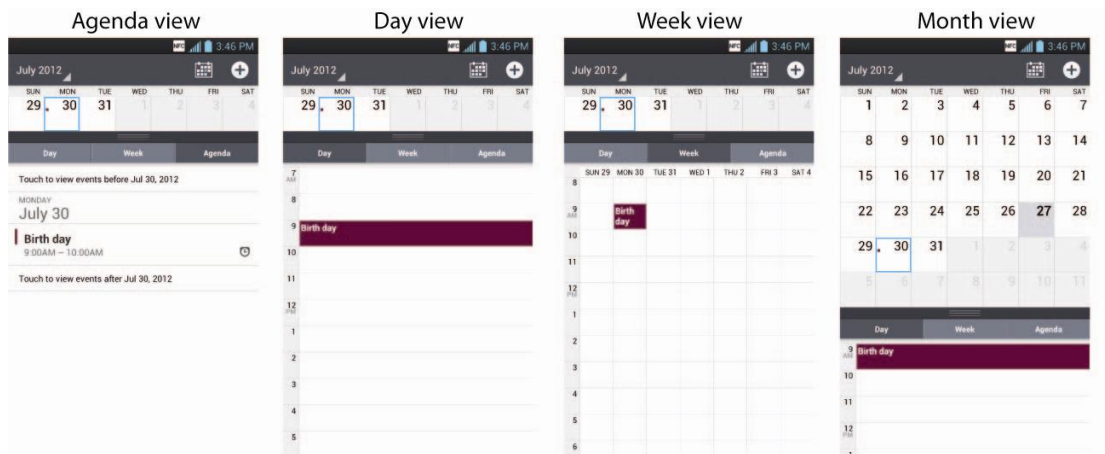 Agenda view
NFC 3:46 PM
July 2012
SUN MON TUE WED THU FRI SAT
29 30 31 1 2 3 4
Day Week Agenda
Touch to view events before Jul 30, 2012
MONDAY
July 30
Birth day
9:00AM – 10:00AM
Touch to view events after Jul 30, 2012
Day view
NFC 3:46 PM
July 2012
SUN MON TUE WED THU FRI SAT
29 30 31 1 2 3 4
Day Week Agenda
7
AM
8
9 Birth day
10
11
12
PM
1
2
3
4
5
Week view
NFC 3:46 PM
July 2012
SUN MON TUE WED THU FRI SAT
29 30 31 1 2 3 4
Day Week Agenda
SUN 29 MON 30 TUE 31 WED 1 THU 2 FRI 3 SAT 4
8
9 Birth
AM day
10
11
12
PM
1
2
3
4
5
6
Month view
NFC 3:46 PM
July 2012
SUN MON TUE WED THU FRI SAT
1 2 3 4 5 6 7
8 9 10 11 12 13 14
15 16 17 18 19 20 21
22 23 24 25 26 27 28
29 30 31 1 2 3 4
5 6 7 8 9 10 11
Day Week Agenda
9 Birth day
AM
10
11
12
PM